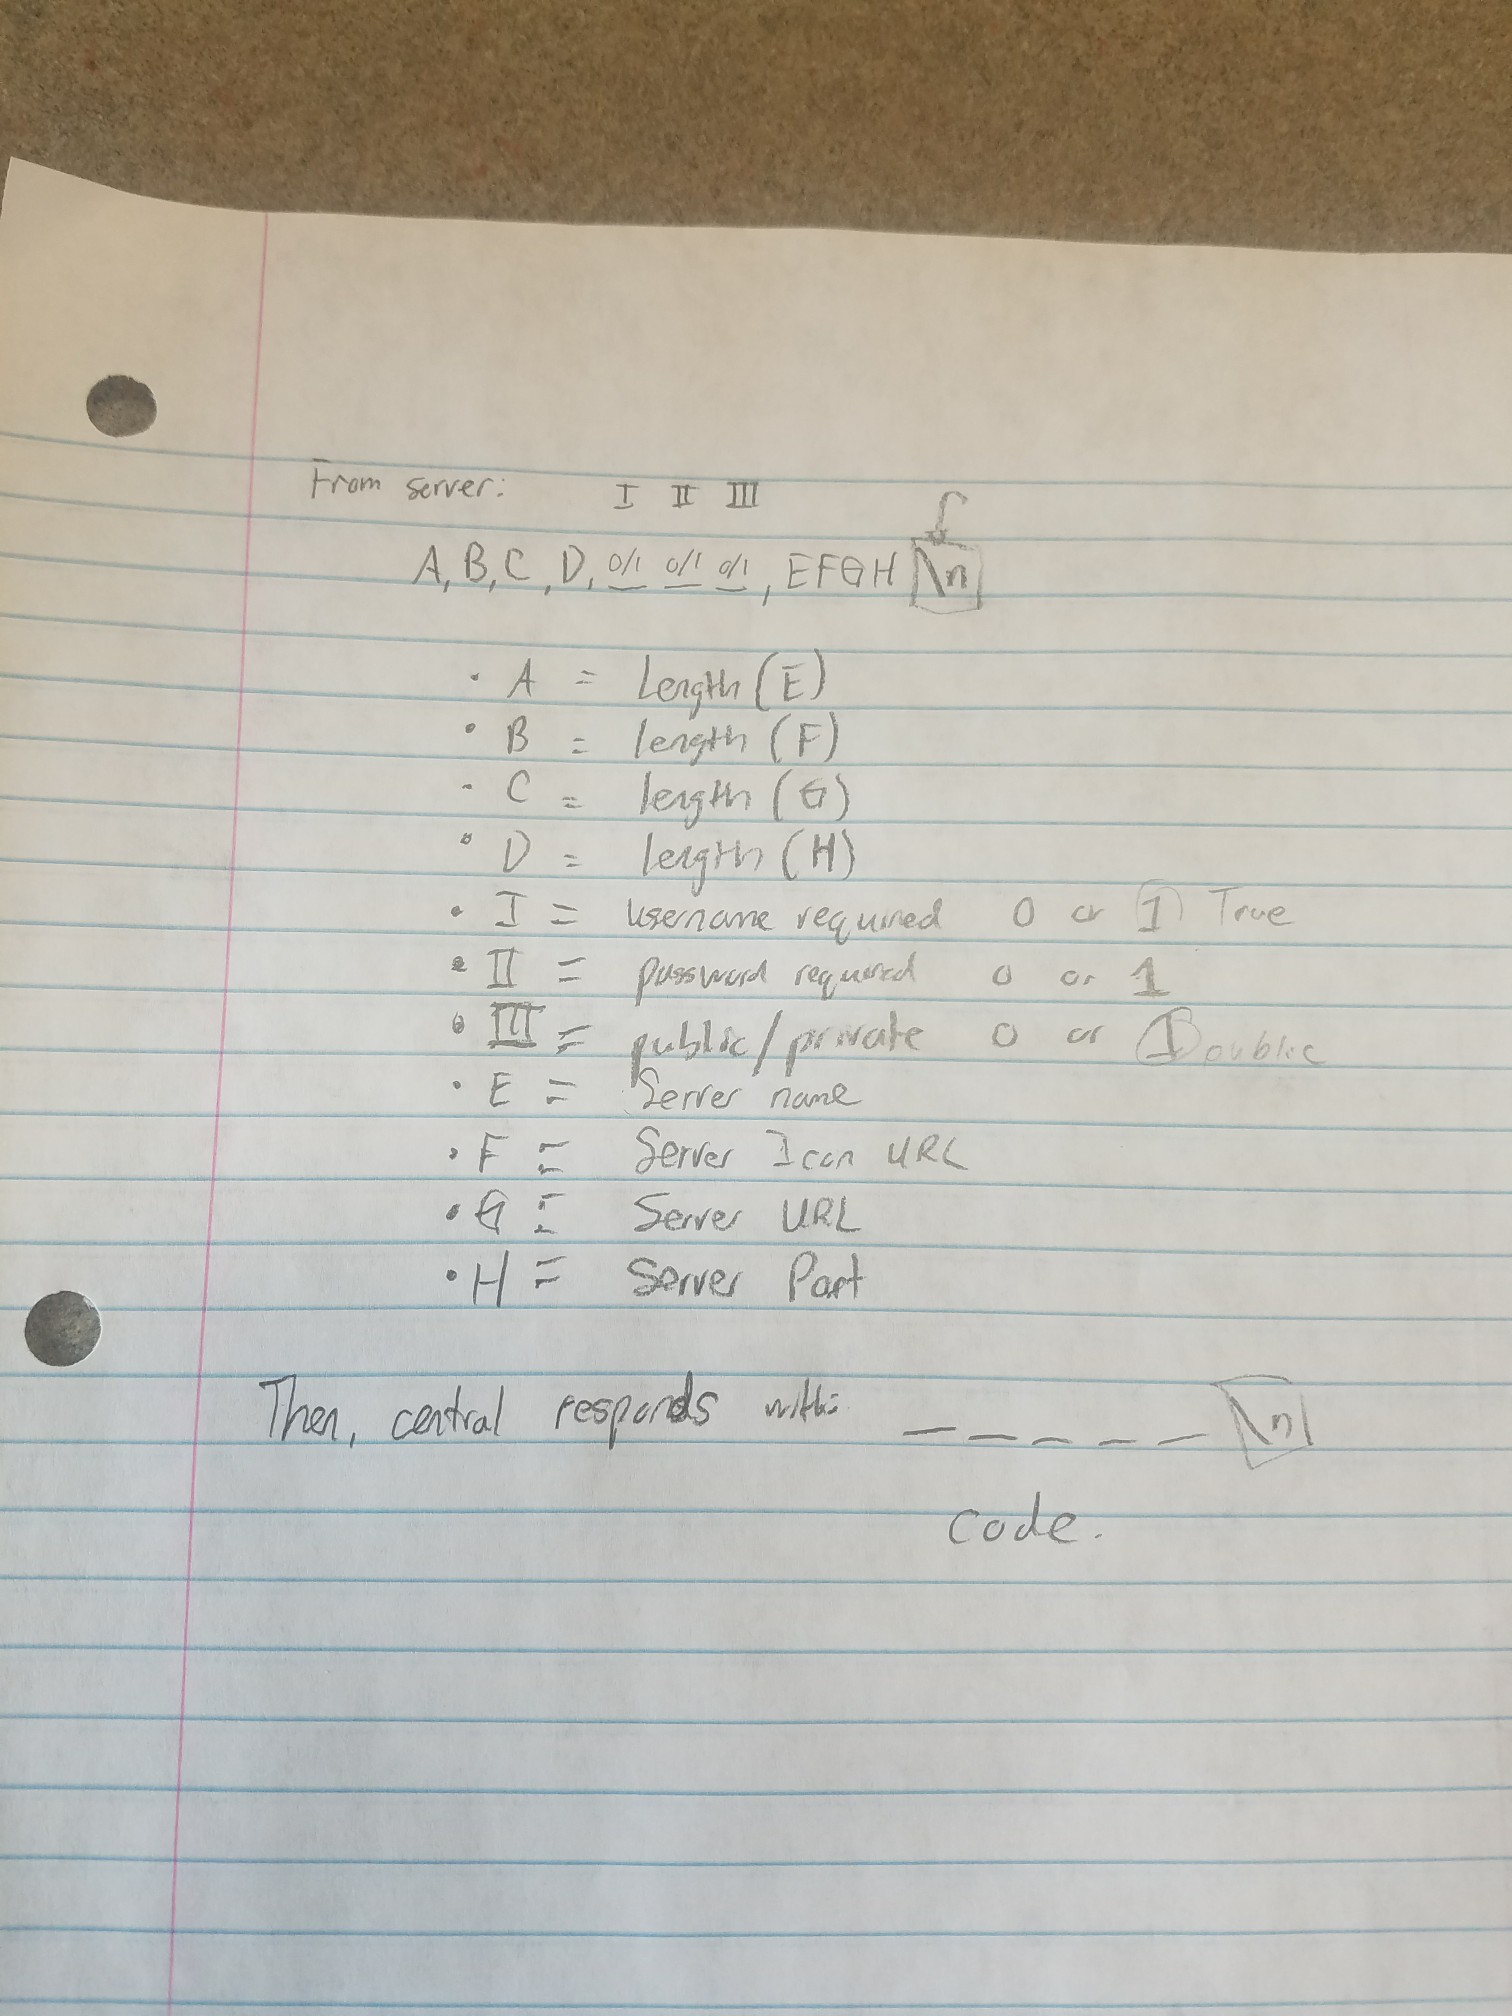 From server: I II III
A, B, C, D, 0/1 0/1 0/1, EFGH \n
• A = Length (E)
• B = length (F)
- C = length (G)
• D = length (H)
• I = username required 0 or 1 True
• II = password required 0 or 1
• III = public/private 0 or 1 public
• E = Server name
• F = Server Icon URL
• G = Server URL
• H = Server Port
Then, central responds with: _ _ _ _ _ \n
code.